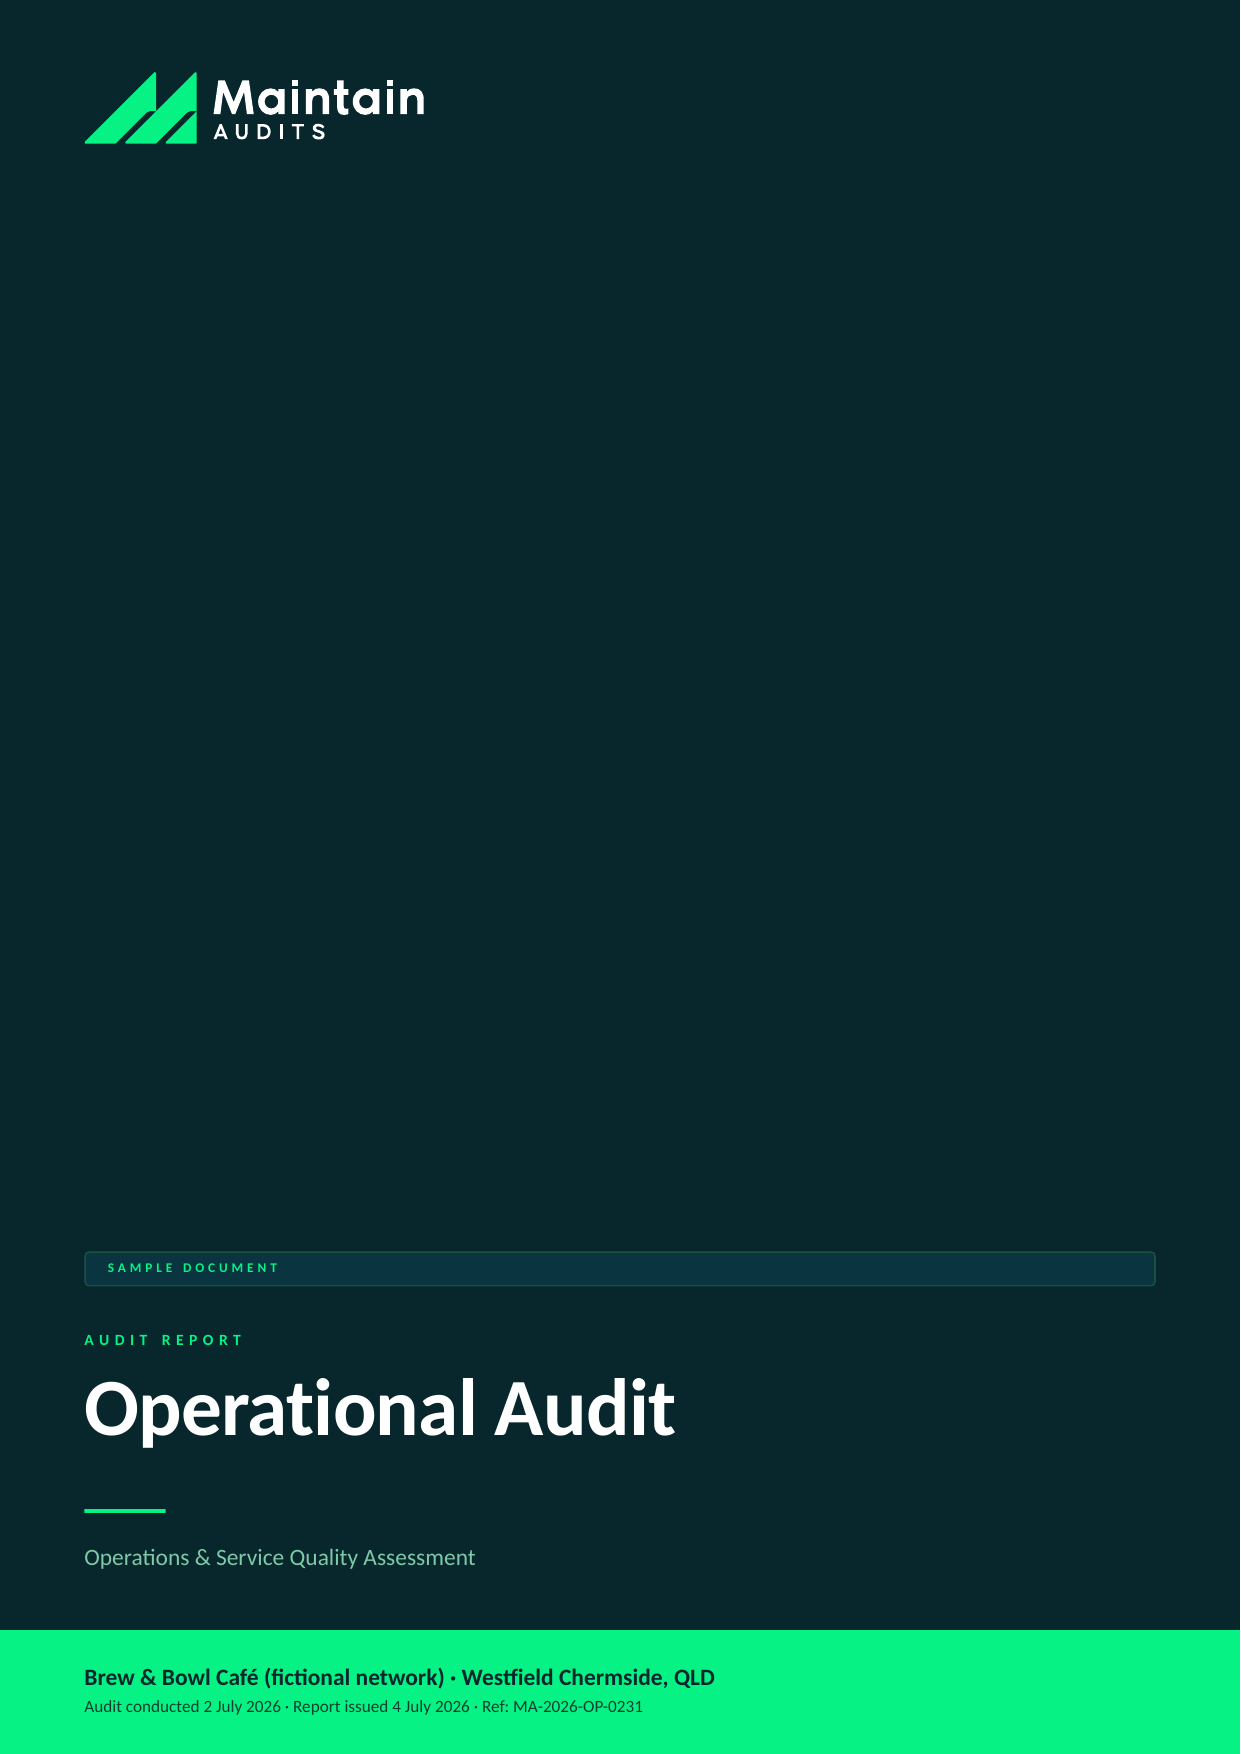 Maintain
AUDITS
SAMPLE DOCUMENT
AUDIT REPORT
Operational Audit
Operations & Service Quality Assessment
Brew & Bowl Café (fictional network) · Westfield Chermside, QLD
Audit conducted 2 July 2026 · Report issued 4 July 2026 · Ref: MA-2026-OP-0231